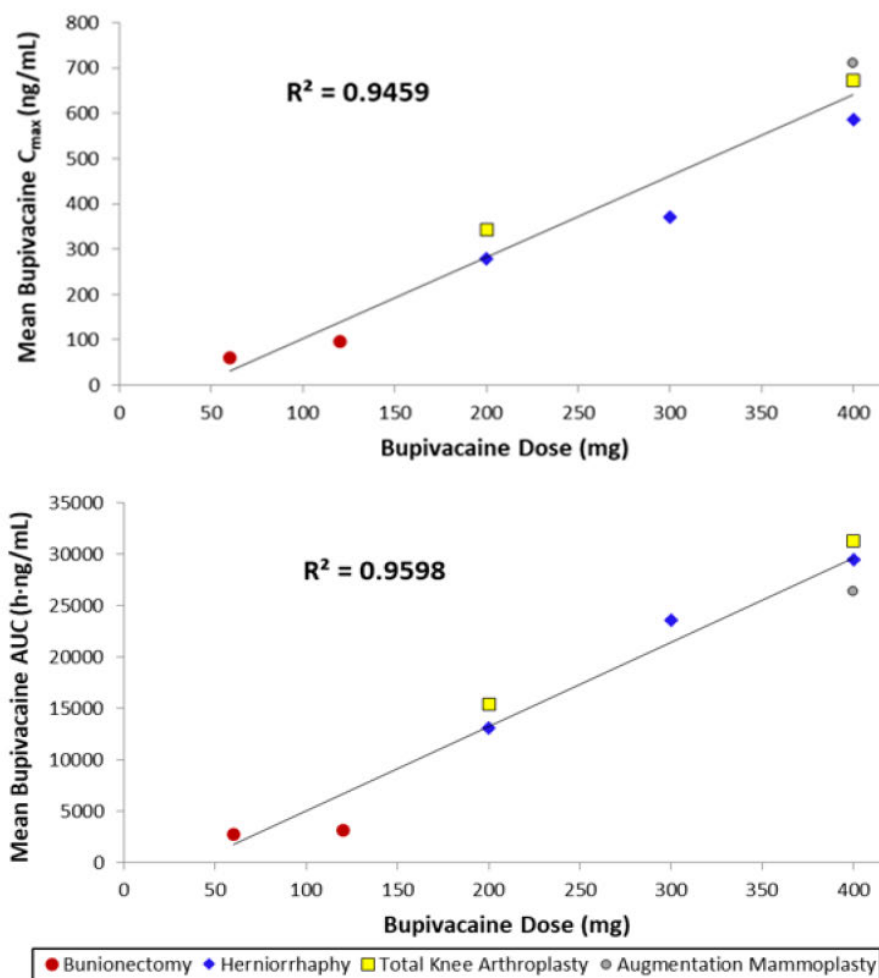 800
700
600
500
400
300
200
100
0
Mean Bupivacaine Cmax (ng/mL)
R² = 0.9459
0 50 100 150 200 250 300 350 400
Bupivacaine Dose (mg)
35000
30000
25000
20000
15000
10000
5000
0
Mean Bupivacaine AUC (h·ng/mL)
R² = 0.9598
0 50 100 150 200 250 300 350 400
Bupivacaine Dose (mg)
Bunionectomy Herniorrhaphy Total Knee Arthroplasty Augmentation Mammoplasty